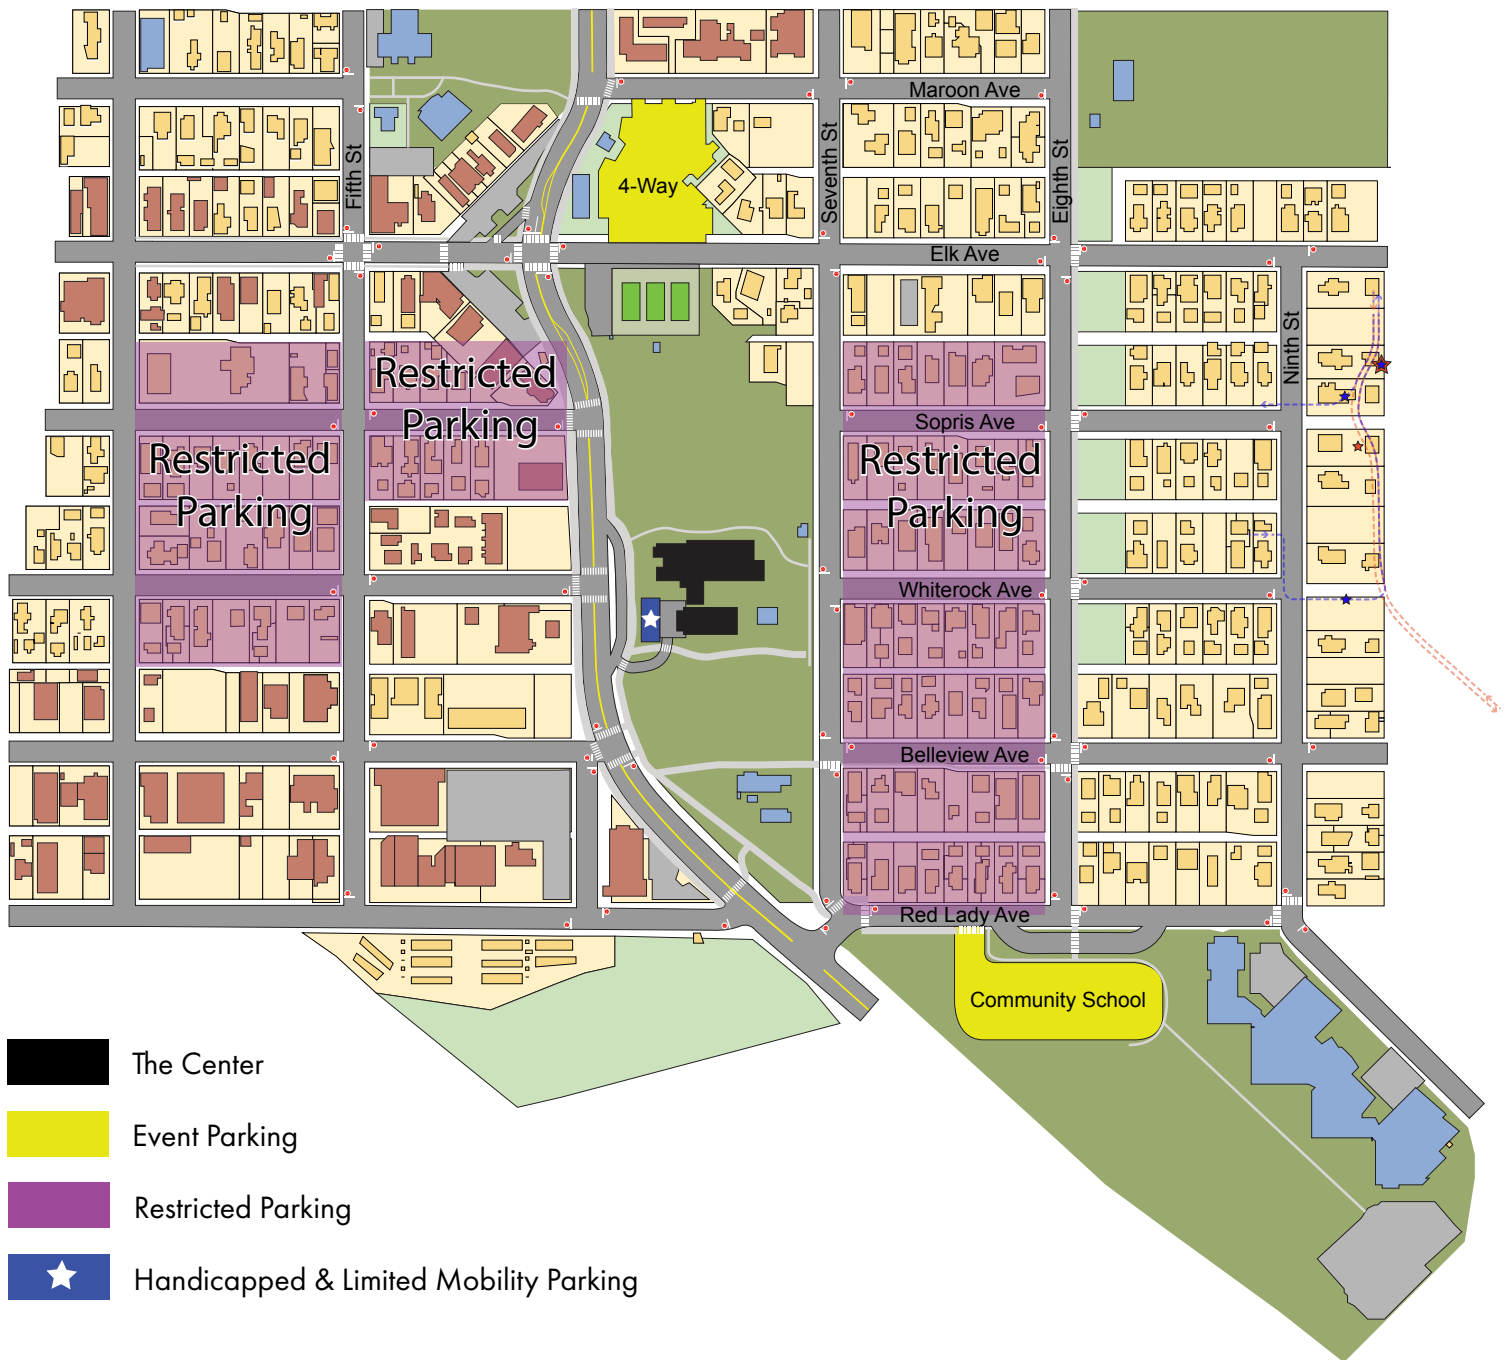 Maroon Ave
Fifth St
Seventh St
Eighth St
4-Way
Elk Ave
Ninth St
Restricted
Parking
Sopris Ave
Restricted
Parking
Restricted
Parking
Whiterock Ave
Belleview Ave
Red Lady Ave
Community School
The Center
Event Parking
Restricted Parking
Handicapped & Limited Mobility Parking